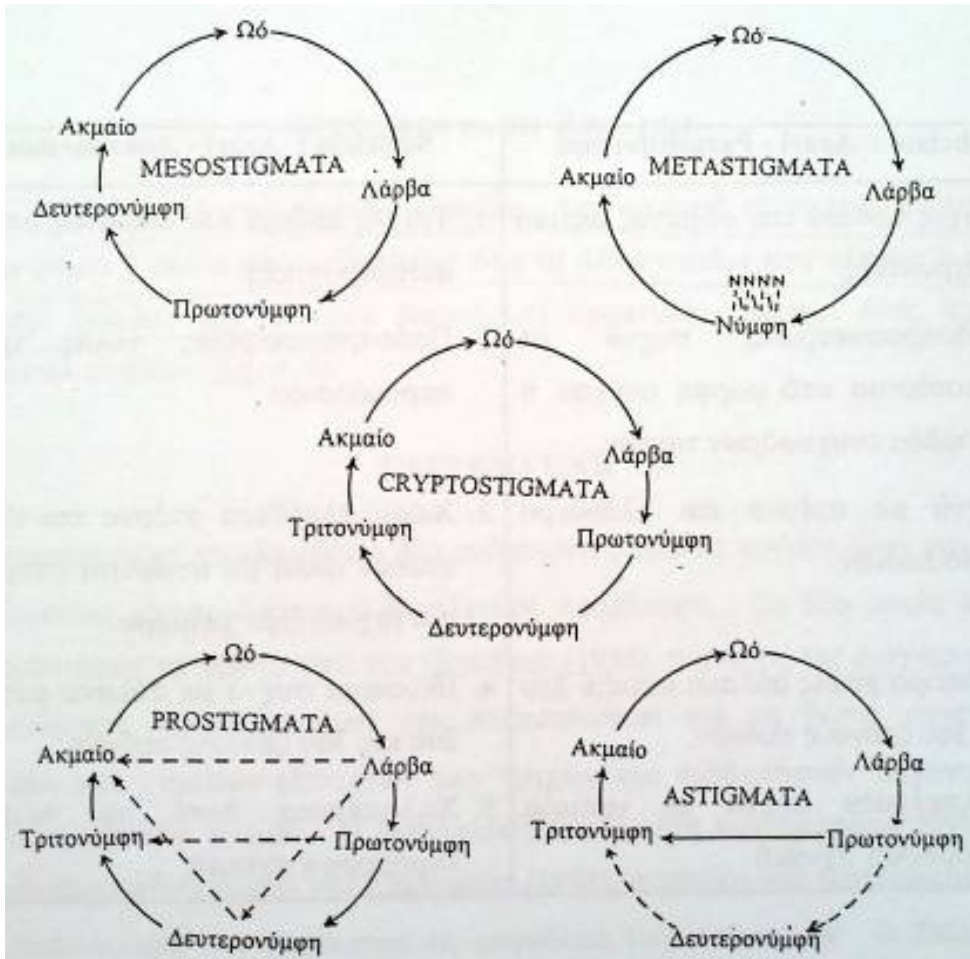 Ωό
Ακμαίο
MESOSTIGMATA
Λάρβα
Δευτερονύμφη
Πρωτονύμφη
Ωό
Ακμαίο
METASTIGMATA
Λάρβα
NNNN
Νύμφη
Ωό
Ακμαίο
Λάρβα
CRYPTOSTIGMATA
Τριτονύμφη
Πρωτονύμφη
Δευτερονύμφη
Ωό
PROSTIGMATA
Ακμαίο
Λάρβα
Τριτονύμφη
Πρωτονύμφη
Δευτερονύμφη
Ωό
Ακμαίο
Λάρβα
ASTIGMATA
Τριτονύμφη
Πρωτονύμφη
Δευτερονύμφη